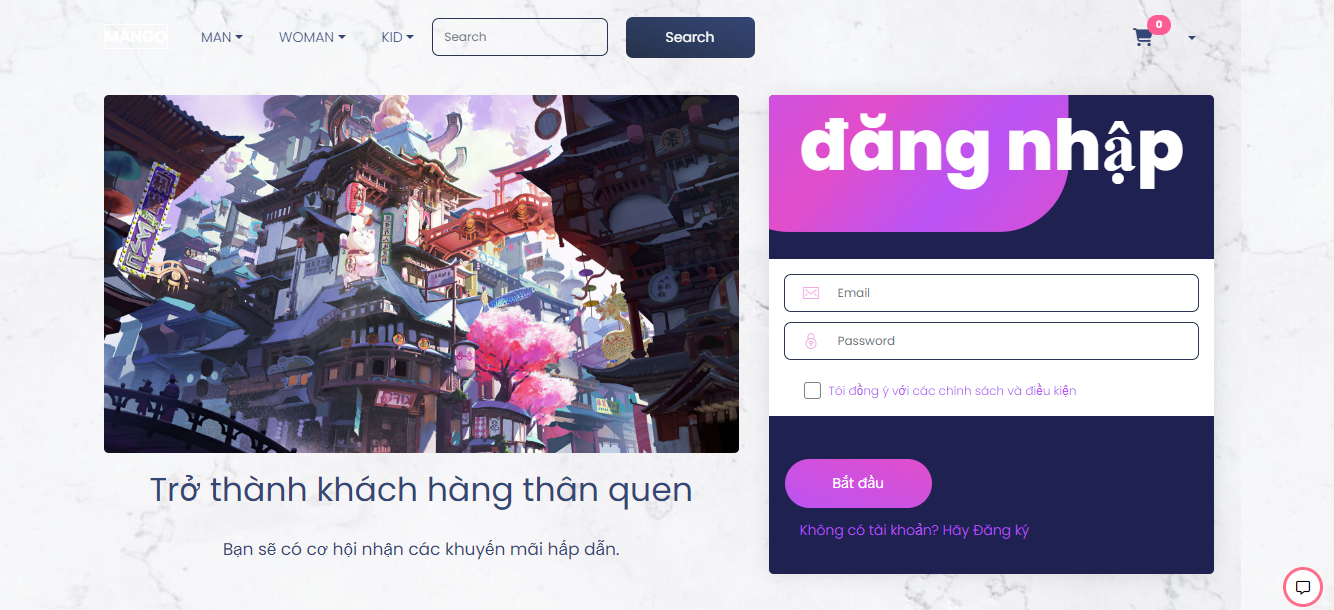 MANGO MAN WOMAN KID Search Search 0
đăng nhập
Email
Password
Tôi đồng ý với các chính sách và điều kiện
Bắt đầu
Không có tài khoản? Hãy Đăng ký
Trở thành khách hàng thân quen
Bạn sẽ có cơ hội nhận các khuyến mãi hấp dẫn.